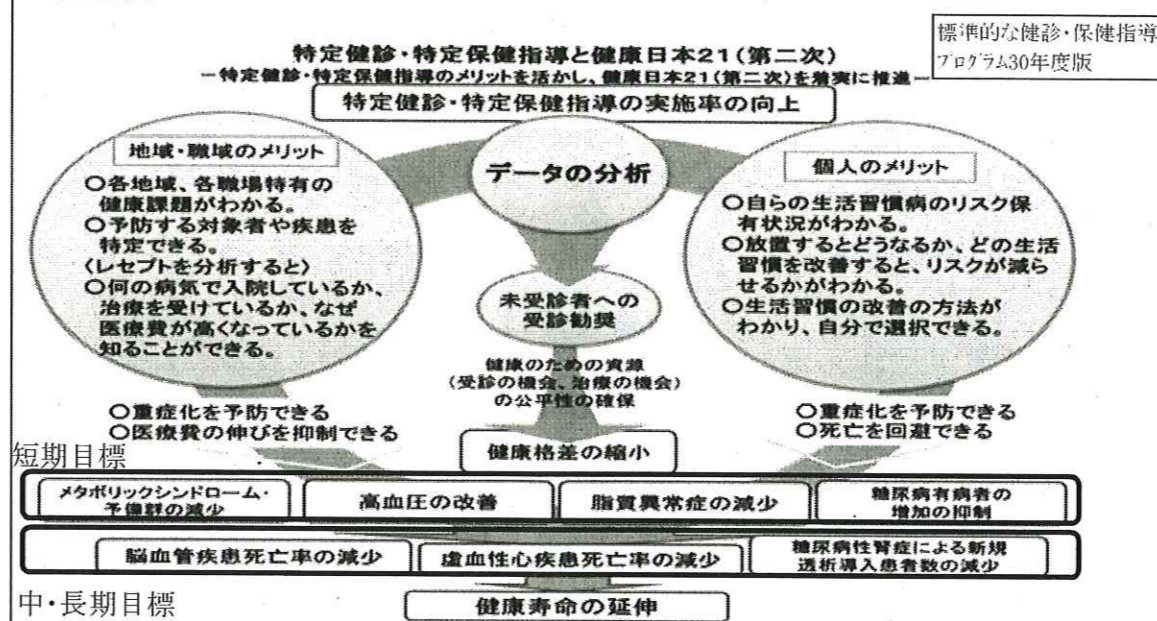 標準的な健診・保健指導
プログラム30年度版
特定健診・特定保健指導と健康日本21(第二次)
―特定健診・特定保健指導のメリットを活かし、健康日本21(第二次)を着実に推進―
特定健診・特定保健指導の実施率の向上
地域・職域のメリット
○各地域、各職場特有の
健康課題がわかる。
○予防する対象者や疾患を
特定できる。
〈レセプトを分析すると〉
○何の病気で入院しているか、
治療を受けているか、なぜ
医療費が高くなっているかを
知ることができる。
データの分析
個人のメリット
○自らの生活習慣病のリスク保
有状況がわかる。
○放置するとどうなるか、どの生活
習慣を改善すると、リスクが減ら
せるかがわかる。
○生活習慣の改善の方法が
わかり、自分で選択できる。
未受診者への
受診勧奨
健康のための資源
(受診の機会、治療の機会)
の公平性の確保
○重症化を予防できる
○医療費の伸びを抑制できる
○重症化を予防できる
○死亡を回避できる
健康格差の縮小
短期目標
メタボリックシンドローム・
予備群の減少
高血圧の改善
脂質異常症の減少
糖尿病有病者の
増加の抑制
脳血管疾患死亡率の減少
虚血性心疾患死亡率の減少
糖尿病性腎症による新規
透析導入患者数の減少
中・長期目標
健康寿命の延伸